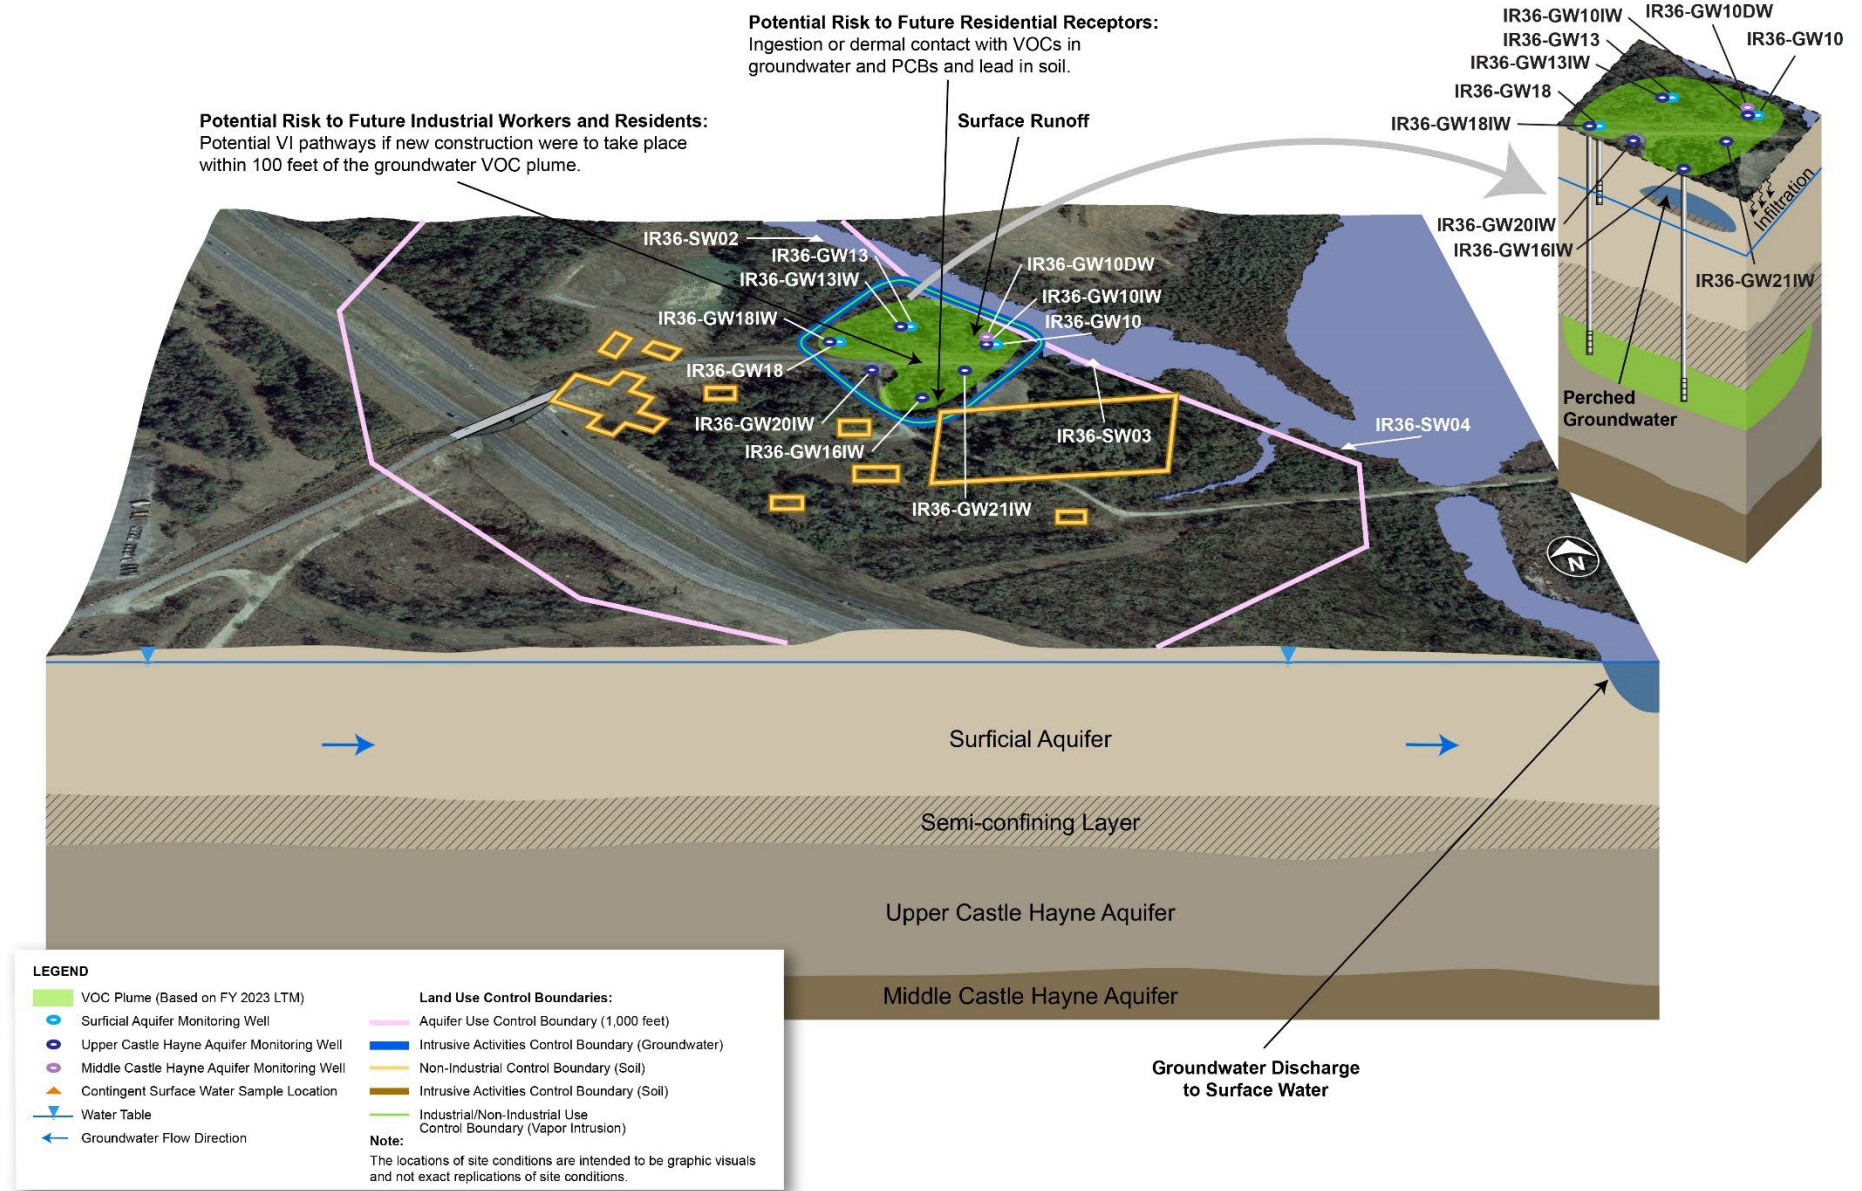 Potential Risk to Future Residential Receptors:
Ingestion or dermal contact with VOCs in
groundwater and PCBs and lead in soil.
Potential Risk to Future Industrial Workers and Residents:
Potential VI pathways if new construction were to take place
within 100 feet of the groundwater VOC plume.
Surface Runoff
IR36-GW10IW
IR36-GW10DW
IR36-GW13
IR36-GW10
IR36-GW13IW
IR36-GW18
IR36-GW18IW
Infiltration
IR36-GW20IW
IR36-GW16IW
IR36-GW21IW
Perched
Groundwater
IR36-SW02
IR36-GW13
IR36-GW13IW
IR36-GW10DW
IR36-GW10IW
IR36-GW10
IR36-GW18IW
IR36-GW18
IR36-GW20IW
IR36-GW16IW
IR36-SW03
IR36-SW04
IR36-GW21IW
N
Surficial Aquifer
Semi-confining Layer
Upper Castle Hayne Aquifer
Middle Castle Hayne Aquifer
Groundwater Discharge
to Surface Water
LEGEND
VOC Plume (Based on FY 2023 LTM)
Surficial Aquifer Monitoring Well
Upper Castle Hayne Aquifer Monitoring Well
Middle Castle Hayne Aquifer Monitoring Well
Contingent Surface Water Sample Location
Water Table
Groundwater Flow Direction
Land Use Control Boundaries:
Aquifer Use Control Boundary (1,000 feet)
Intrusive Activities Control Boundary (Groundwater)
Non-Industrial Control Boundary (Soil)
Intrusive Activities Control Boundary (Soil)
Industrial/Non-Industrial Use
Control Boundary (Vapor Intrusion)
Note:
The locations of site conditions are intended to be graphic visuals
and not exact replications of site conditions.